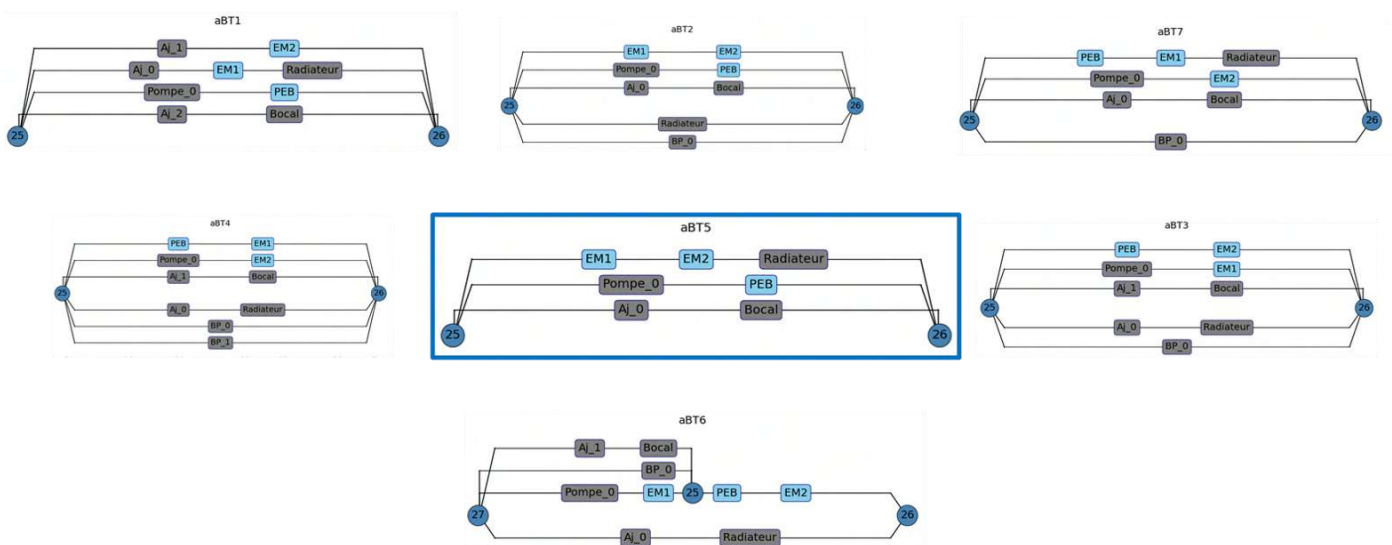 aBT1
Aj_1 EM2
Aj_0 EM1 Radiateur
Pompe_0 PEB
Aj_2 Bocal
25 26
aBT2
EM1 EM2
Pompe_0 PEB
Aj_0 Bocal
25 26
Radiateur
BP_0
aBT7
PEB EM1 Radiateur
Pompe_0 EM2
Aj_0 Bocal
25 26
BP_0
aBT4
PEB EM1
Pompe_0 EM2
Aj_1 Bocal
25 26
Aj_0 Radiateur
BP_0
BP_1
aBT5
EM1 EM2 Radiateur
Pompe_0 PEB
Aj_0 Bocal
25 26
aBT3
PEB EM2
Pompe_0 EM1
Aj_1 Bocal
25 26
Aj_0 Radiateur
BP_0
aBT6
Aj_1 Bocal
BP_0
Pompe_0 EM1 25 PEB EM2
27 26
Aj_0 Radiateur